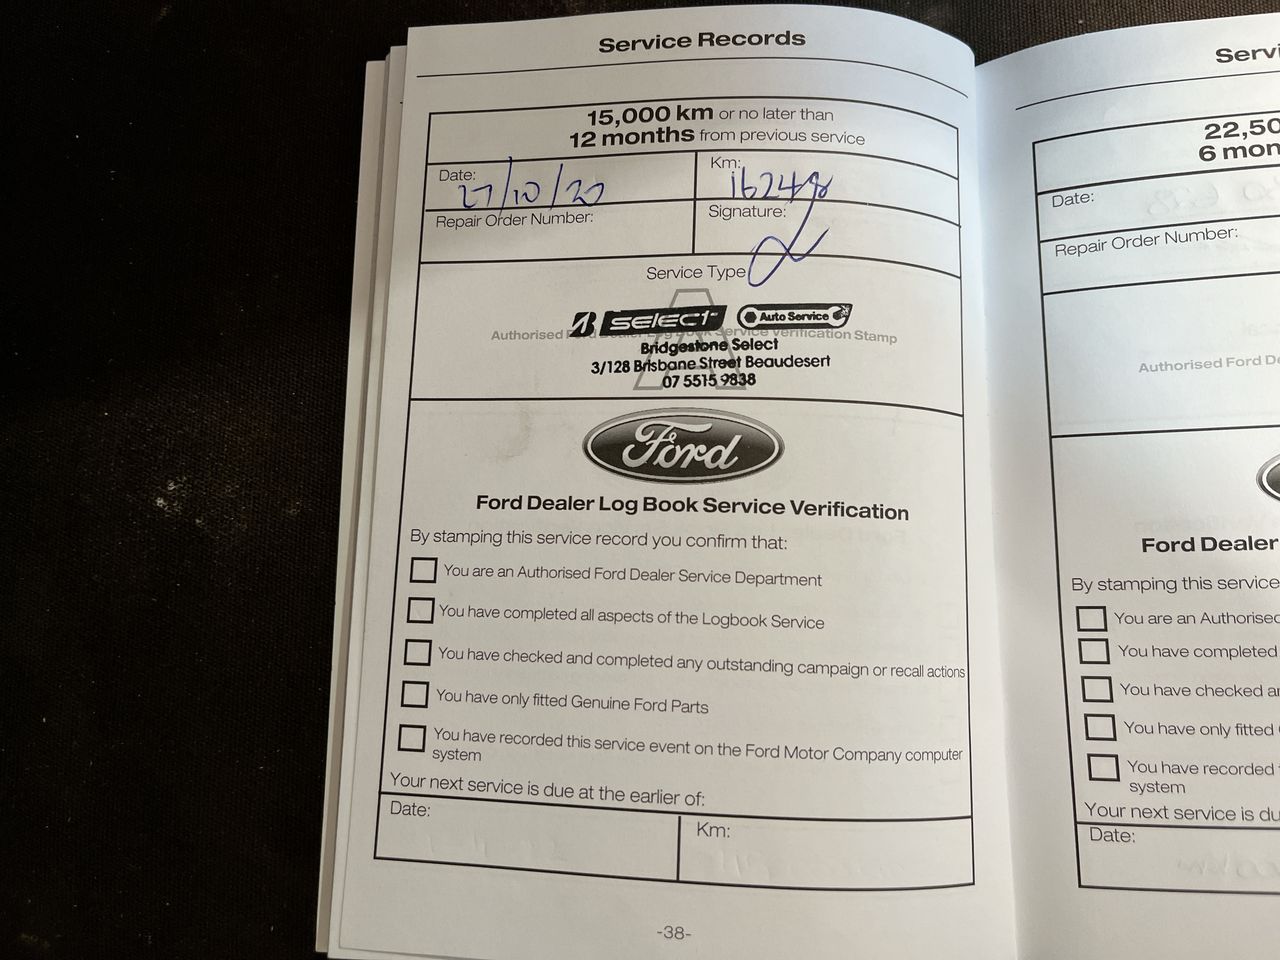 Service Records
15,000 km or no later than
12 months from previous service
Date:
27/10/20
Km:
16248
Repair Order Number:
Signature:
Service Type
A
Authorised Ford Dealer Log Book Service Verification Stamp
SELECT Auto Service
Bridgestone Select
3/128 Brisbane Street Beaudesert
07 5515 9838
Ford
Ford Dealer Log Book Service Verification
By stamping this service record you confirm that:
You are an Authorised Ford Dealer Service Department
You have completed all aspects of the Logbook Service
You have checked and completed any outstanding campaign or recall actions
You have only fitted Genuine Ford Parts
You have recorded this service event on the Ford Motor Company computer
system
Your next service is due at the earlier of:
Date:
Km:
-38-
Servi
22,50
6 mon
Date:
Repair Order Number:
Authorised Ford De
Ford Dealer
By stamping this service
You are an Authorised
You have completed
You have checked an
You have only fitted
You have recorded
system
Your next service is du
Date: